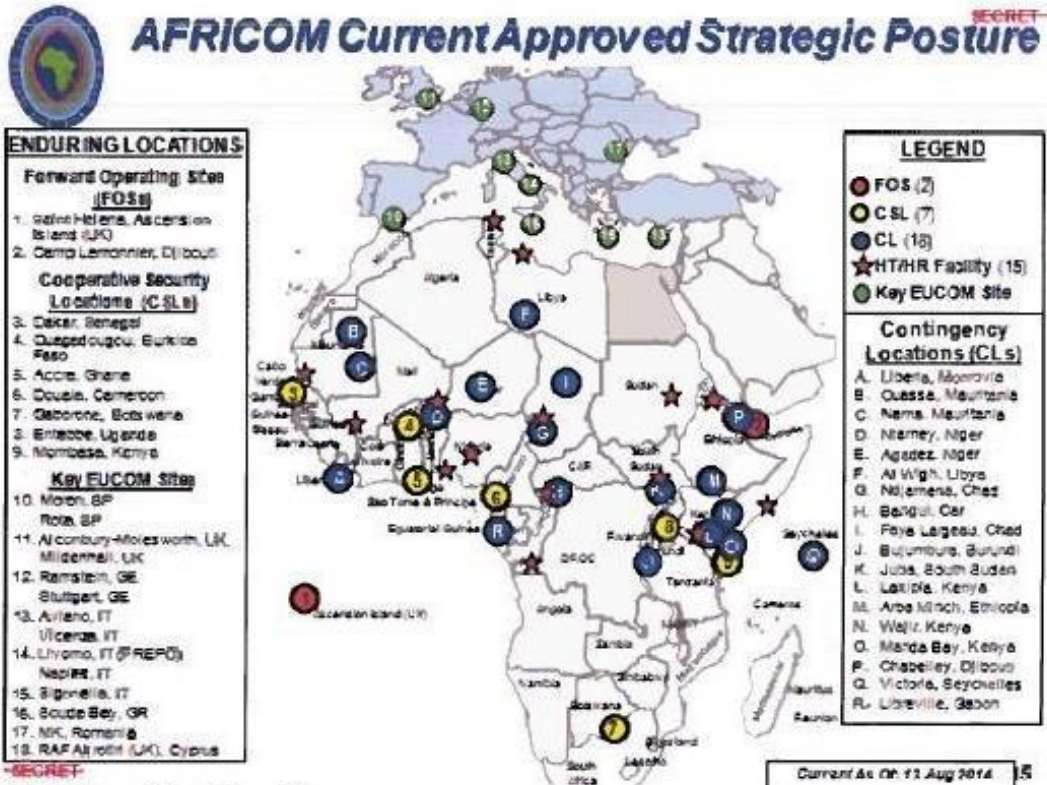 SECRET
AFRICOM Current Approved Strategic Posture
ENDURING LOCATIONS
Forward Operating Sites
(FOSs)
1. Saint Helena, Ascension
Island (UK)
2. Camp Lemonnier, Djibouti
Cooperative Security
Locations (CSLs)
3. Dakar, Senegal
4. Ouagadougou, Burkina
Faso
5. Accra, Ghana
6. Douala, Cameroon
7. Gaborone, Botswana
8. Entebbe, Uganda
9. Mombasa, Kenya
Key EUCOM Sites
10. Moron, SP
Rota, SP
11. Alconbury-Molesworth, UK
Mildenhall, UK
12. Ramstein, GE
Stuttgart, GE
13. Aviano, IT
Vicenza, IT
14. Livorno, IT (PREPO)
Naples, IT
15. Sigonella, IT
16. Souda Bay, GR
17. MK, Romania
18. RAF Akrotiri (UK), Cyprus
SECRET
Algeria
Libya
Mali
Sudan
South
Sudan
CAR
Ethiopia
Cabo
Liberia
Sao Tome & Principe
Equatorial Guinea
DROC
Tanzania
Seychelles
Ascension Island (UK)
Angola
Zambia
Comoros
Namibia
Zimbabwe
Botswana
Mauritius
Reunion
Swaziland
Lesotho
South
Africa
LEGEND
FOS (2)
CSL (7)
CL (18)
HT/HR Facility (15)
Key EUCOM Site
Contingency
Locations (CLs)
A. Liberia, Monrovia
B. Ouassa, Mauritania
C. Nema, Mauritania
D. Niamey, Niger
E. Agadez, Niger
F. Al Wigh, Libya
G. Ndjamena, Chad
H. Bangui, Car
I. Faya Largeau, Chad
J. Bujumbura, Burundi
K. Juba, South Sudan
L. Laikipia, Kenya
M. Arba Minch, Ethiopia
N. Wajir, Kenya
O. Manda Bay, Kenya
P. Chabelley, Djibouti
Q. Victoria, Seychelles
R. Libreville, Gabon
Current As Of: 13 Aug 2014
15